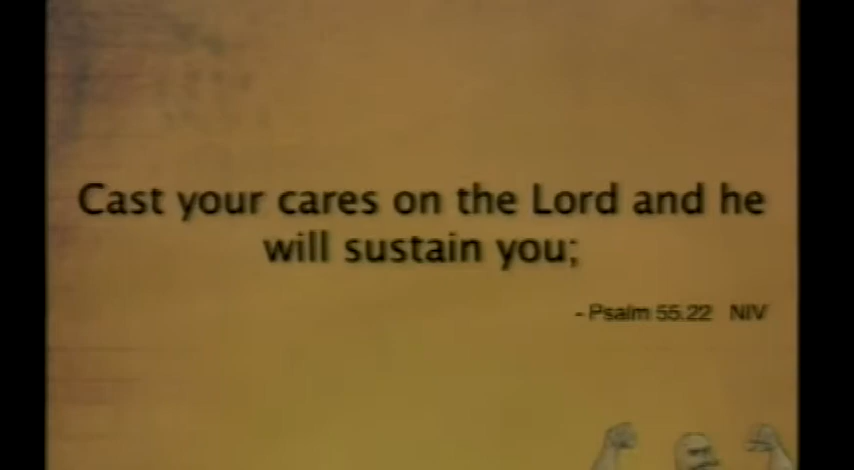 Cast your cares on the Lord and he
will sustain you;
- Psalm 55.22 NIV